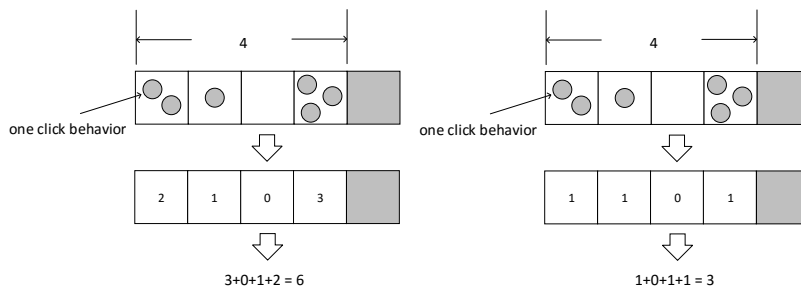 4
one click behavior
2 1 0 3
3+0+1+2 = 6
4
one click behavior
1 1 0 1
1+0+1+1 = 3